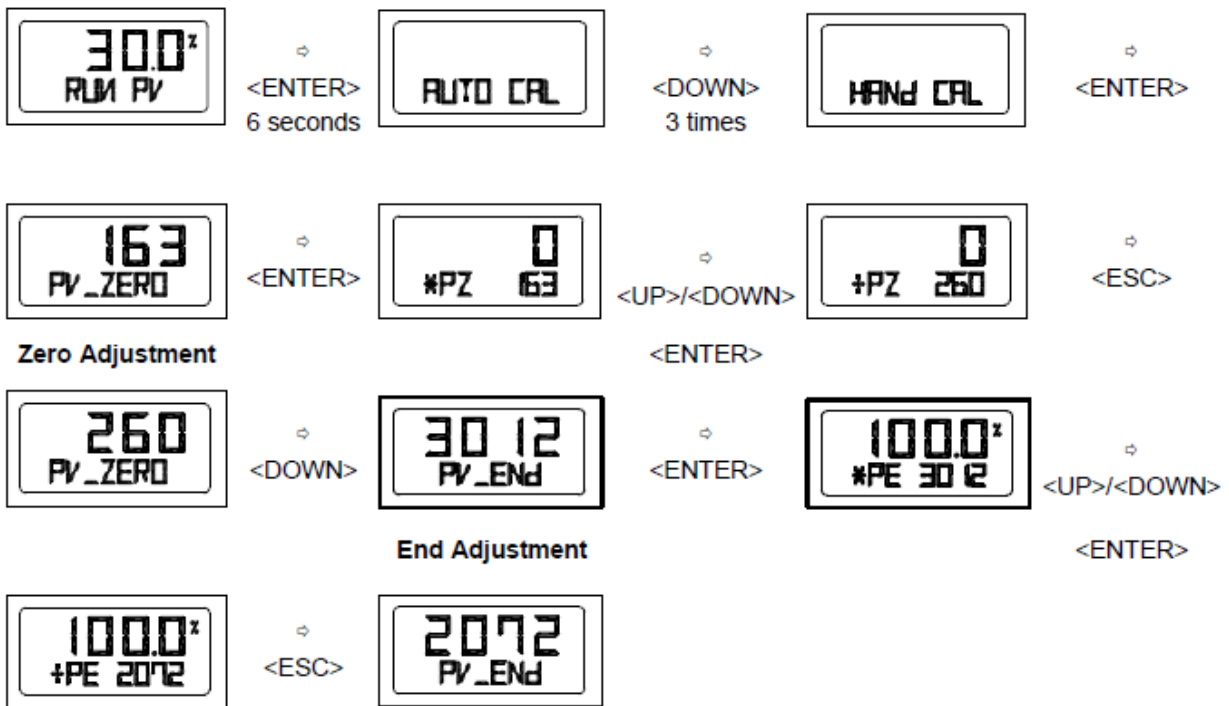 30.0%
RUN PV
⇨
<ENTER>
6 seconds
AUTO CAL
⇨
<DOWN>
3 times
HANd CAL
⇨
<ENTER>
163
PV_ZERO
⇨
<ENTER>
0
*PZ 163
⇨
<UP>/<DOWN>
<ENTER>
0
+PZ 260
⇨
<ESC>
Zero Adjustment
260
PV_ZERO
⇨
<DOWN>
3012
PV_ENd
⇨
<ENTER>
100.0%
*PE 3012
⇨
<UP>/<DOWN>
<ENTER>
End Adjustment
100.0%
+PE 2072
⇨
<ESC>
2072
PV_ENd